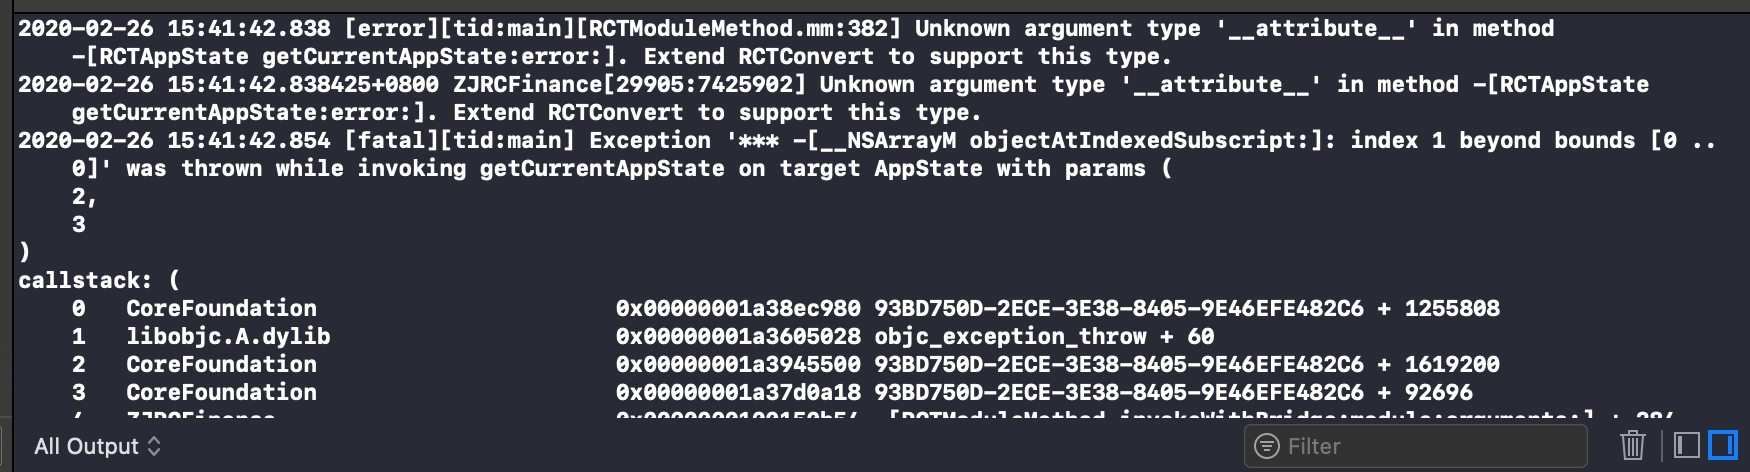 2020-02-26 15:41:42.838 [error][tid:main][RCTModuleMethod.mm:382] Unknown argument type '__attribute__' in method
-[RCTAppState getCurrentAppState:error:]. Extend RCTConvert to support this type.
2020-02-26 15:41:42.838425+0800 ZJRCFinance[29905:7425902] Unknown argument type '__attribute__' in method -[RCTAppState
getCurrentAppState:error:]. Extend RCTConvert to support this type.
2020-02-26 15:41:42.854 [fatal][tid:main] Exception '*** -[__NSArrayM objectAtIndexedSubscript:]: index 1 beyond bounds [0 ..
0]' was thrown while invoking getCurrentAppState on target AppState with params (
2,
3
)
callstack: (
0 CoreFoundation 0x00000001a38ec980 93BD750D-2ECE-3E38-8405-9E46EFE482C6 + 1255808
1 libobjc.A.dylib 0x00000001a3605028 objc_exception_throw + 60
2 CoreFoundation 0x00000001a3945500 93BD750D-2ECE-3E38-8405-9E46EFE482C6 + 1619200
3 CoreFoundation 0x00000001a37d0a18 93BD750D-2ECE-3E38-8405-9E46EFE482C6 + 92696
4 ZJRCFinance -[RCTModuleMethod invokeWithBridge:module:arguments:] +
All Output
Filter